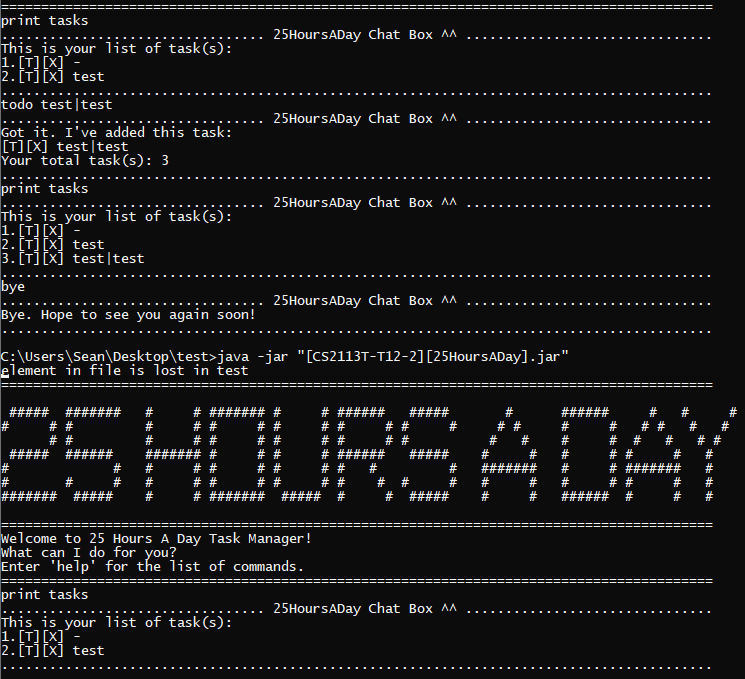 =========================================================================================
print tasks
................................. 25HoursADay Chat Box ^^ ...............................
This is your list of task(s):
1.[T][X] -
2.[T][X] test
.........................................................................................
todo test|test
................................. 25HoursADay Chat Box ^^ ...............................
Got it. I've added this task:
[T][X] test|test
Your total task(s): 3
.........................................................................................
print tasks
................................. 25HoursADay Chat Box ^^ ...............................
This is your list of task(s):
1.[T][X] -
2.[T][X] test
3.[T][X] test|test
.........................................................................................
bye
................................. 25HoursADay Chat Box ^^ ...............................
Bye. Hope to see you again soon!
.........................................................................................
C:\Users\Sean\Desktop\test>java -jar "[CS2113T-T12-2][25HoursADay].jar"
element in file is lost in test
=========================================================================================
 #####  #######   #     # ####### #     # ######   #####       #      ######     #   #     #
#     # #         #     # #     # #     # #     # #     #     # #     #     #   # #   #   #
      # #         #     # #     # #     # #     # #          #   #    #     #  #   #   # #
 #####  ######    ####### #     # #     # ######   #####    #     #   #     # #     #   #
#             #   #     # #     # #     # #   #         #   #######   #     # #######   #
#       #     #   #     # #     # #     # #    #  #     #   #     #   #     # #     #   #
#######  #####    #     # #######  #####  #     #  #####    #     #   ######  #     #   #
=========================================================================================
Welcome to 25 Hours A Day Task Manager!
What can I do for you?
Enter 'help' for the list of commands.
=========================================================================================
print tasks
................................. 25HoursADay Chat Box ^^ ...............................
This is your list of task(s):
1.[T][X] -
2.[T][X] test
.........................................................................................